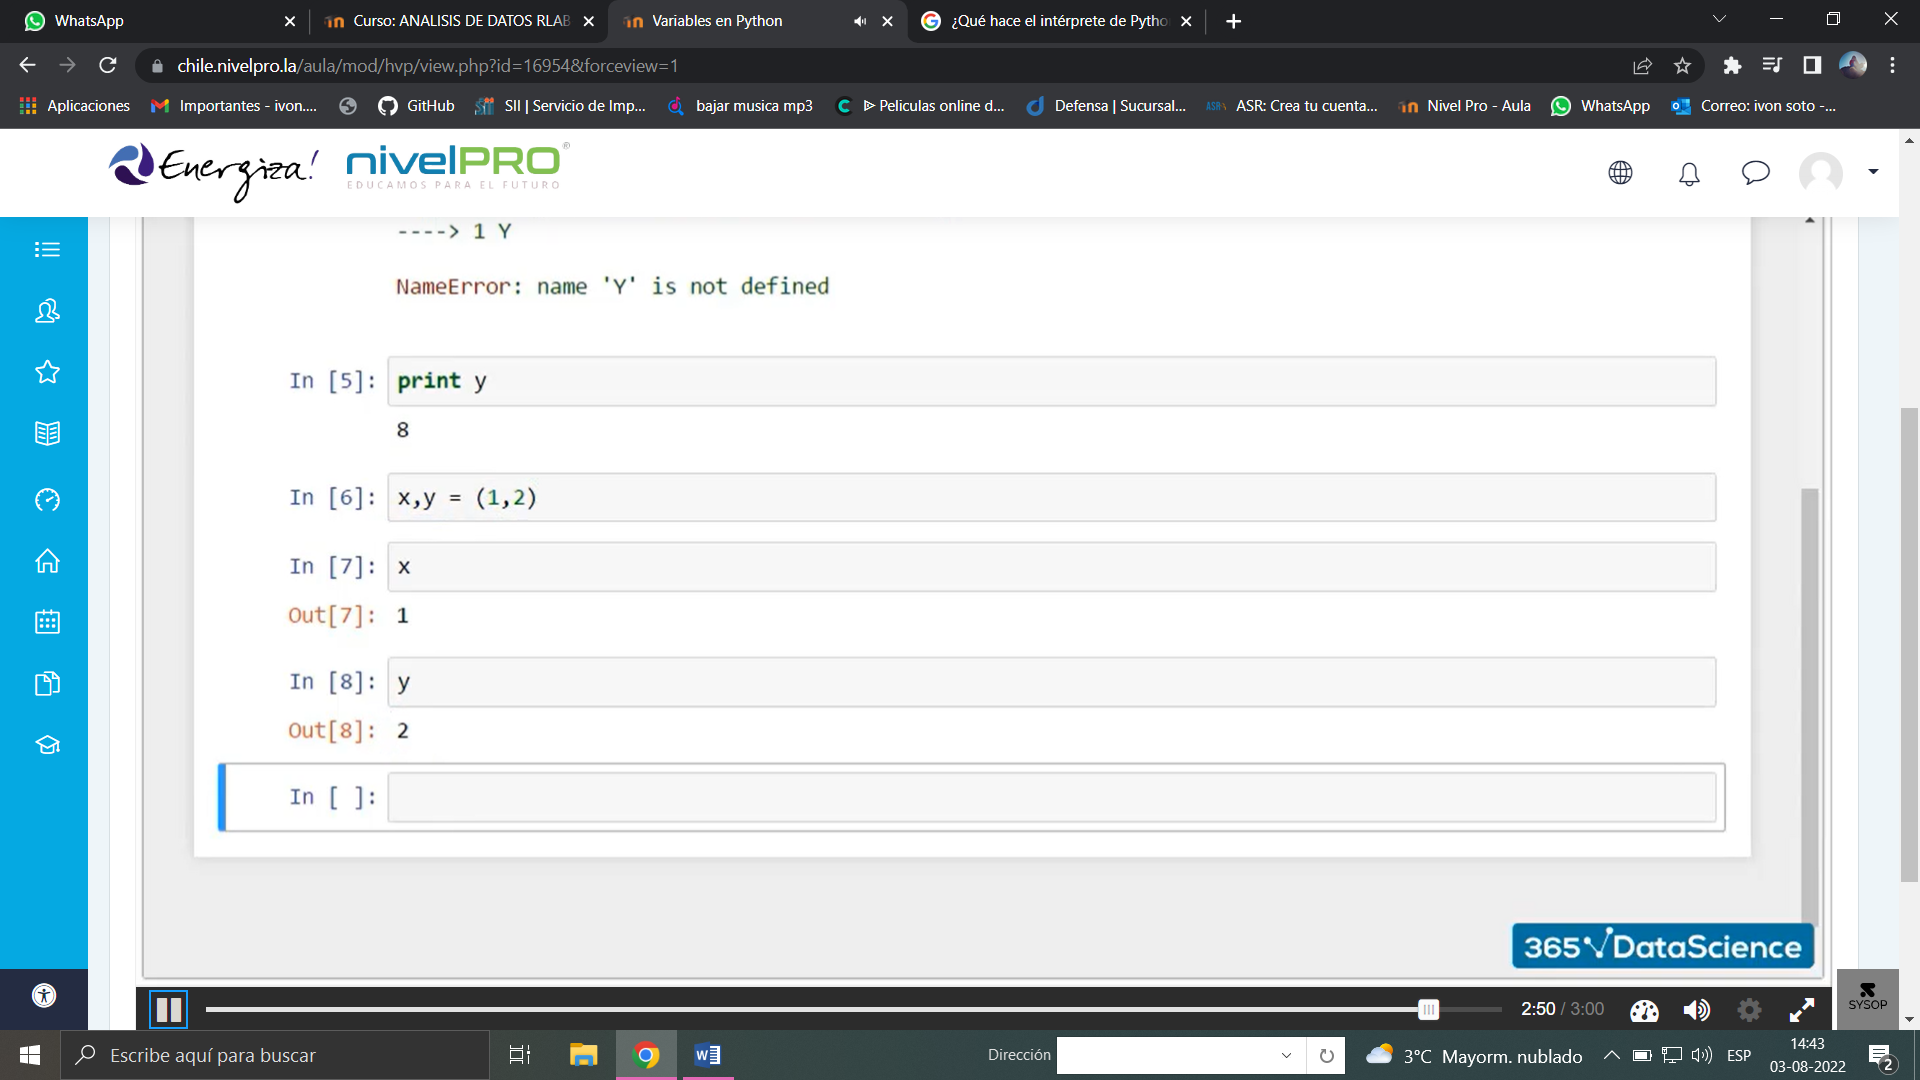 WhatsApp
Curso: ANALISIS DE DATOS RLAB
Variables en Python
¿Qué hace el intérprete de Pytho
chile.nivelpro.la/aula/mod/hvp/view.php?id=16954&forceview=1
Aplicaciones
Importantes - ivon....
GitHub
SII | Servicio de Imp...
bajar musica mp3
Peliculas online d...
Defensa | Sucursal...
ASR: Crea tu cuenta...
Nivel Pro - Aula
WhatsApp
Correo: ivon soto -...
Energiza!
nivelPRO®
EDUCAMOS PARA EL FUTURO
----> 1 Y
NameError: name 'Y' is not defined
In [5]: print y
8
In [6]: x,y = (1,2)
In [7]: x
Out[7]: 1
In [8]: y
Out[8]: 2
In [ ]:
365 DataScience
2:50 / 3:00
SYSOP
Escribe aquí para buscar
Dirección
3°C Mayorm. nublado
ESP
14:43
03-08-2022
2